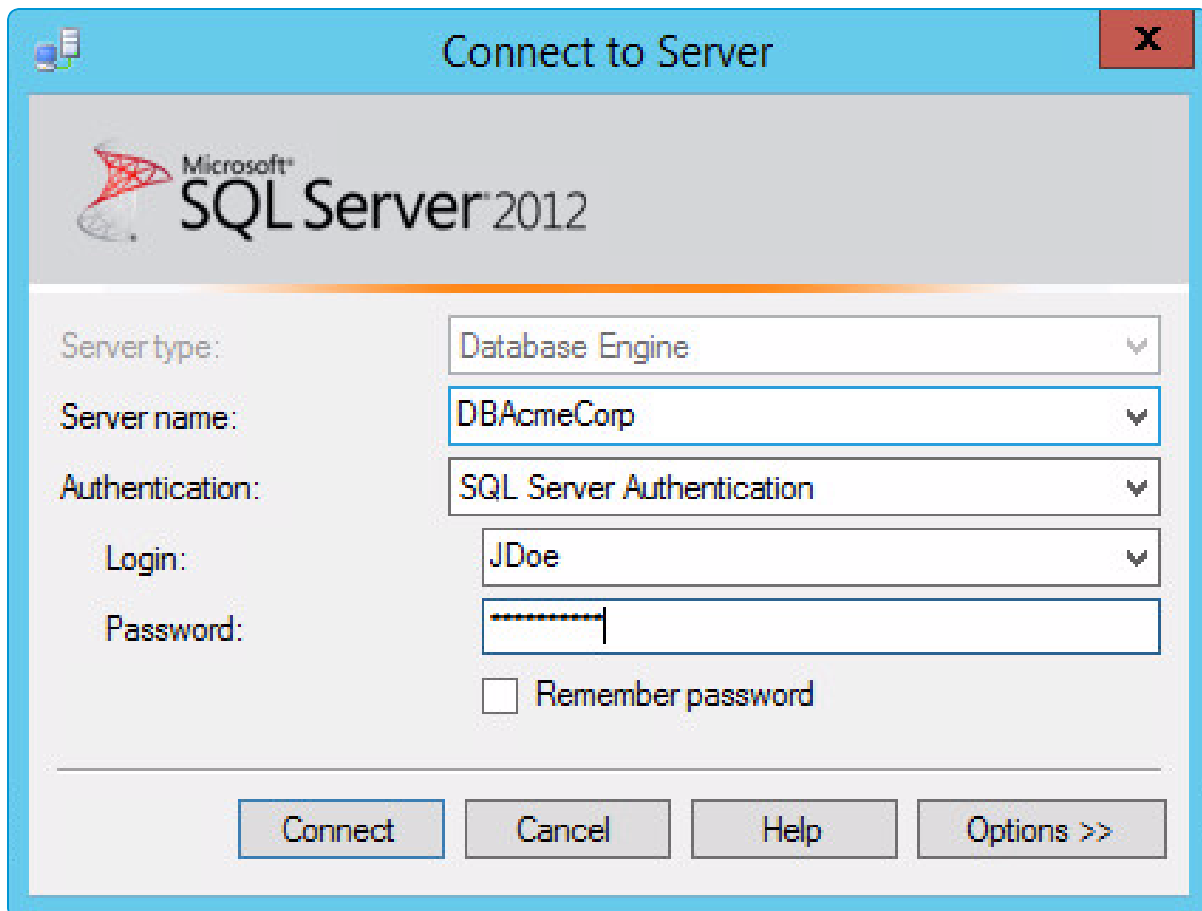 Connect to Server
x
Microsoft®
SQL Server® 2012
Server type: Database Engine
Server name: DBAcmeCorp
Authentication: SQL Server Authentication
Login: JDoe
Password: **********
Remember password
Connect Cancel Help Options >>